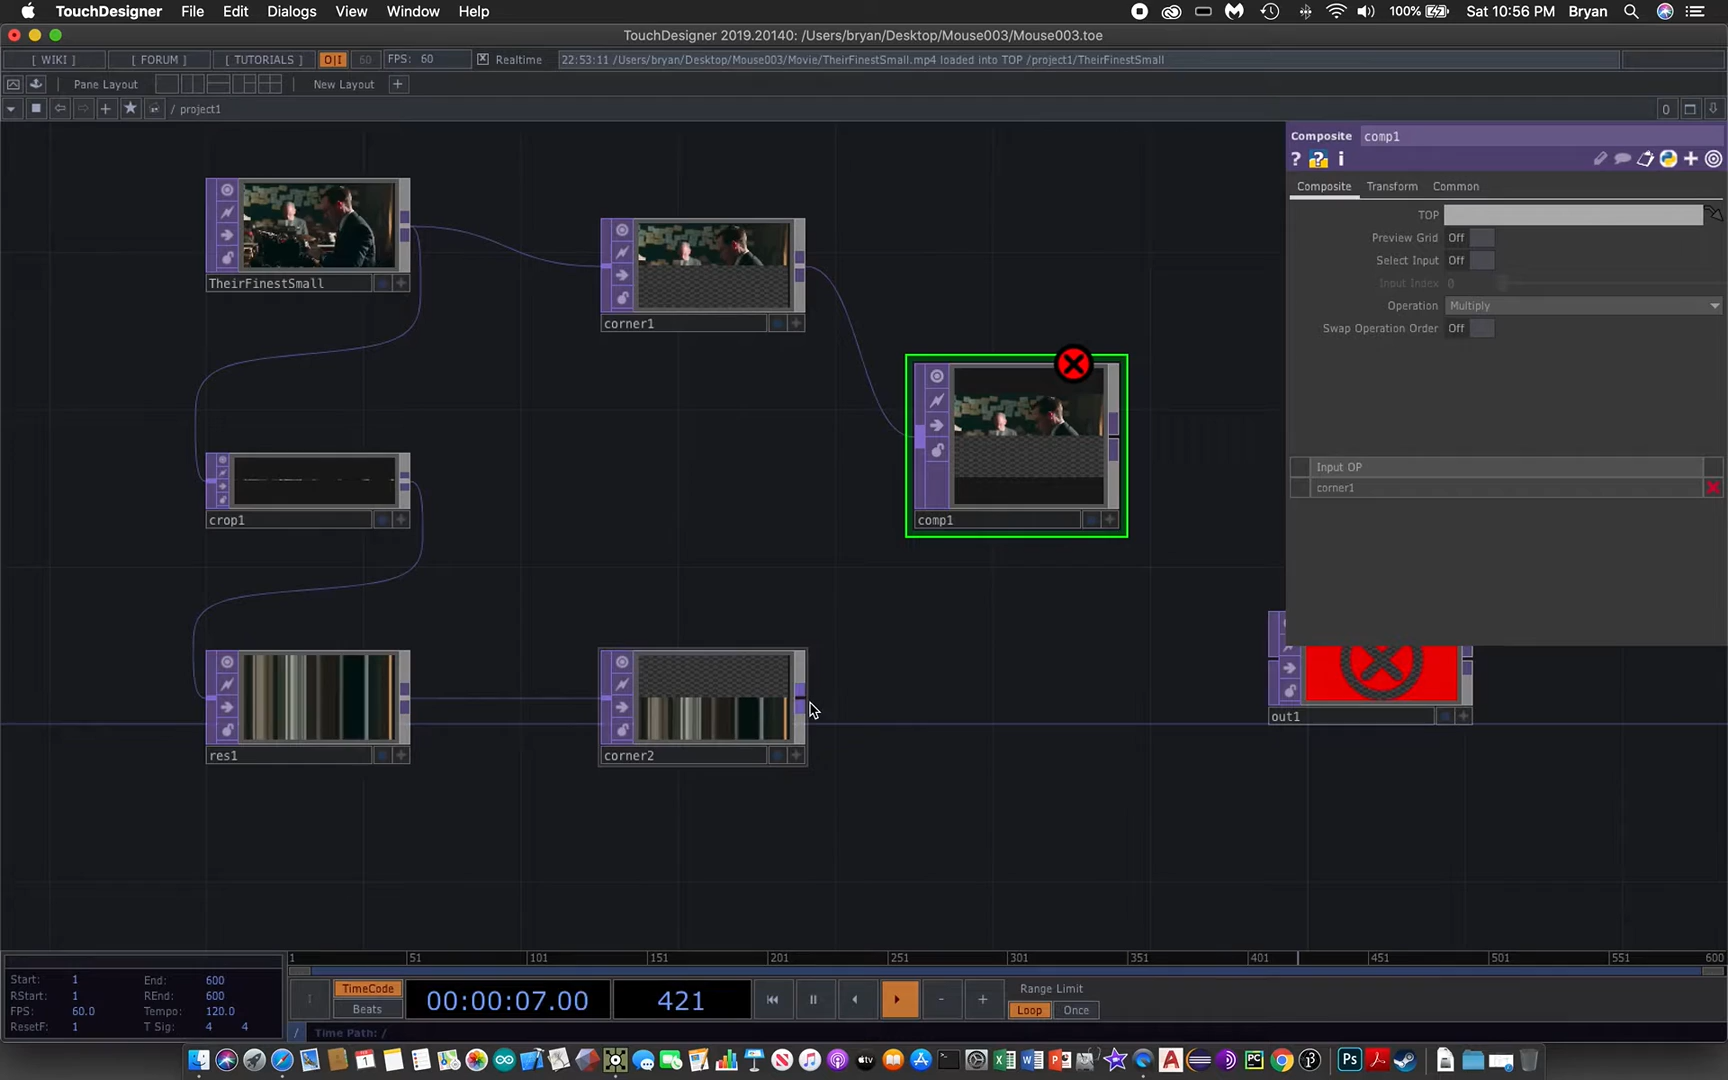 TouchDesigner File Edit Dialogs View Window Help 100% Sat 10:56 PM Bryan
TouchDesigner 2019.20140: /Users/bryan/Desktop/Mouse003/Mouse003.toe
[ WIKI ] [ FORUM ] [ TUTORIALS ] O|I 60 FPS: 60 Realtime 22:53:11 /Users/bryan/Desktop/Mouse003/Movie/TheirFinestSmall.mp4 loaded into TOP /project1/TheirFinestSmall
Pane Layout New Layout +
/ project1 0
Composite comp1
? ? i
Composite Transform Common
TOP
Preview Grid Off
Select Input Off
Input Index 0
Operation Multiply
Swap Operation Order Off
Input OP
corner1
TheirFinestSmall
corner1
crop1
comp1
res1
corner2
out1
1 51 101 151 201 251 301 351 401 451 501 551 600
Start: 1 End: 600
RStart: 1 REnd: 600
FPS: 60.0 Tempo: 120.0
ResetF: 1 T Sig: 4 4
TimeCode
Beats
00:00:07.00 421
- +
Range Limit
Loop Once
/ Time Path: /